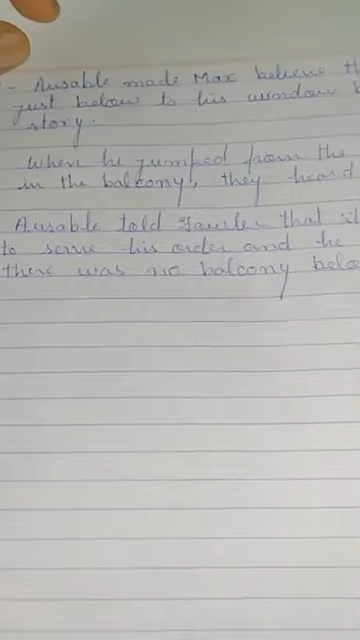 - Ausable made Max believe th
just below to his window b
story.
When he jumped from the
in the balcony, they heard
Ausable told Fowler that it
to serve his order and he
there was no balcony belo